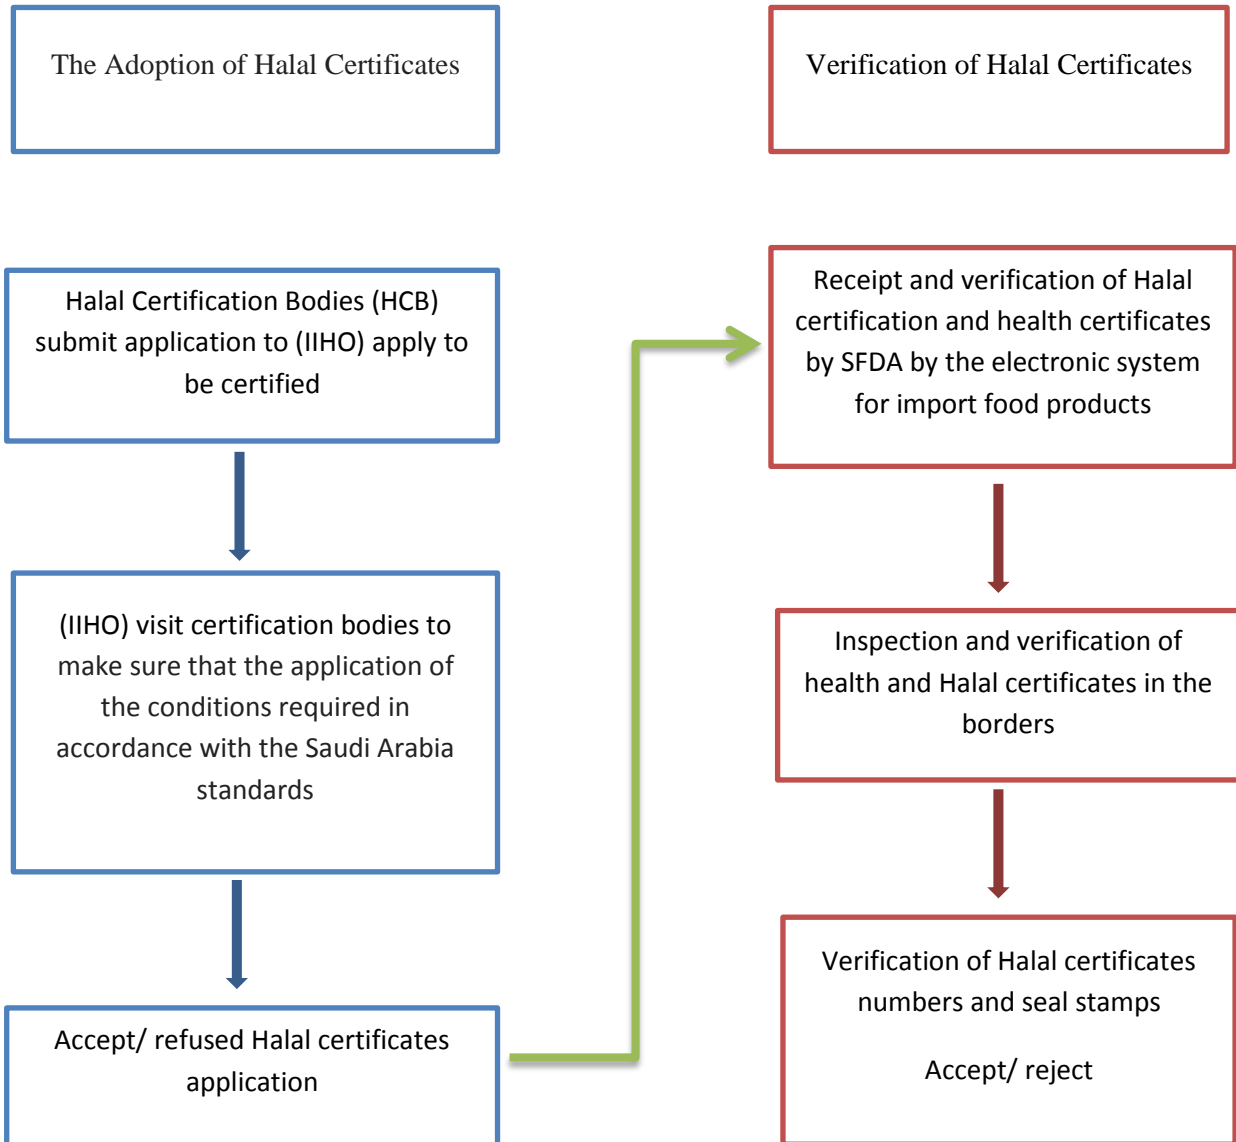 The Adoption of Halal Certificates
Verification of Halal Certificates
Halal Certification Bodies (HCB)
submit application to (IIHO) apply to
be certified
(IIHO) visit certification bodies to
make sure that the application of
the conditions required in
accordance with the Saudi Arabia
standards
Accept/ refused Halal certificates
application
Receipt and verification of Halal
certification and health certificates
by SFDA by the electronic system
for import food products
Inspection and verification of
health and Halal certificates in the
borders
Verification of Halal certificates
numbers and seal stamps
Accept/ reject